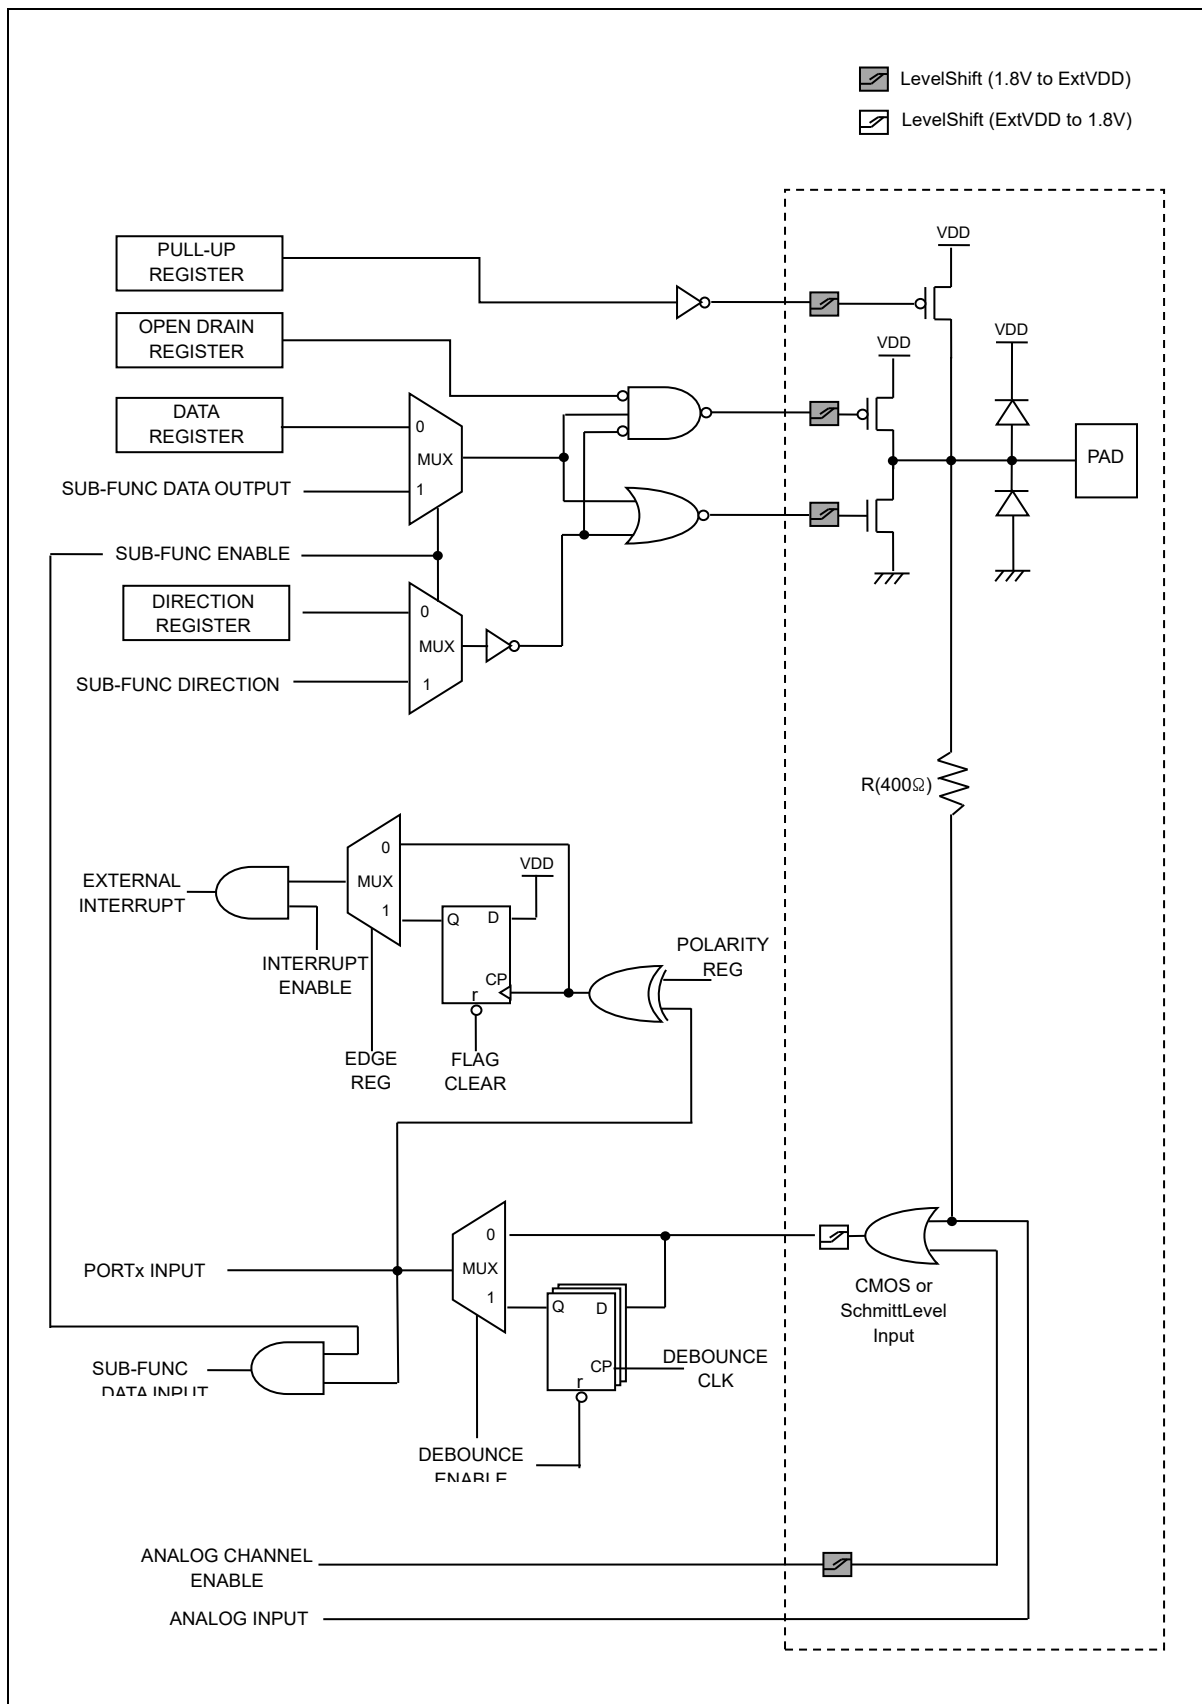 LevelShift (1.8V to ExtVDD)
LevelShift (ExtVDD to 1.8V)
PULL-UP
REGISTER
VDD
OPEN DRAIN
REGISTER
VDD
VDD
DATA
REGISTER
0
MUX
1
PAD
SUB-FUNC DATA OUTPUT
SUB-FUNC ENABLE
DIRECTION
REGISTER
0
MUX
1
SUB-FUNC DIRECTION
R(400Ω)
EXTERNAL
INTERRUPT
0
MUX
1
VDD
Q
D
CP
r
INTERRUPT
ENABLE
POLARITY
REG
EDGE
REG
FLAG
CLEAR
PORTx INPUT
0
MUX
1
Q
D
CP
r
CMOS or
SchmittLevel
Input
DEBOUNCE
CLK
SUB-FUNC
DATA INPUT
DEBOUNCE
ENABLE
ANALOG CHANNEL
ENABLE
ANALOG INPUT